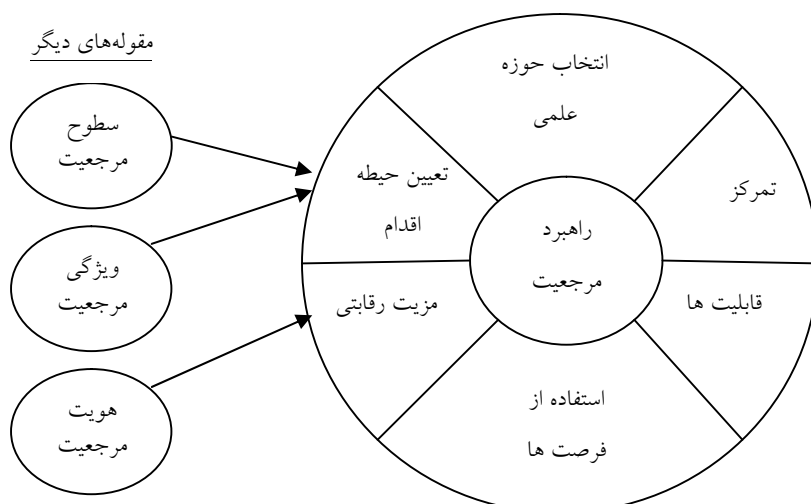 مقوله‌های دیگر
سطوح
مرجعیت
ویژگی
مرجعیت
هویت
مرجعیت
انتخاب حوزه
علمی
تمرکز
قابلیت ها
استفاده از
فرصت ها
مزیت رقابتی
تعیین حیطه
اقدام
راهبرد
مرجعیت